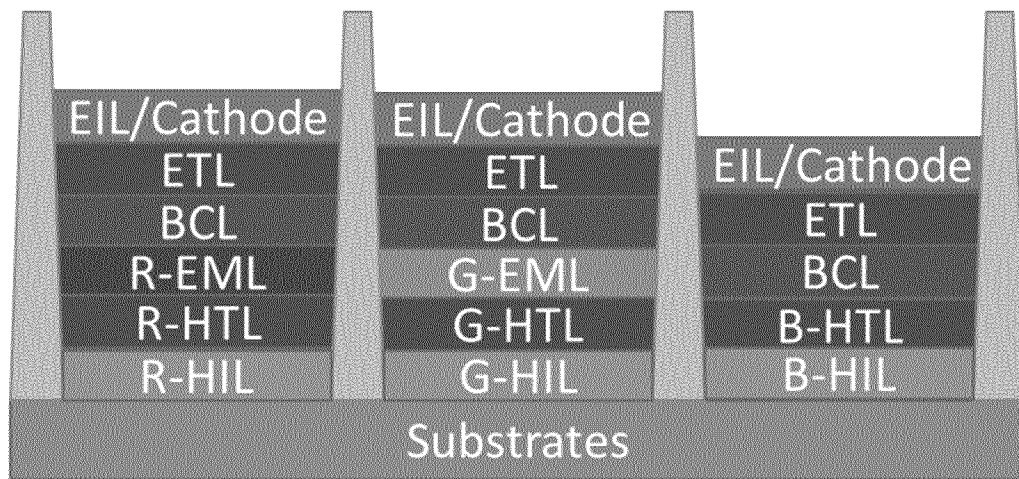 EIL/Cathode
ETL
BCL
R-EML
R-HTL
R-HIL
EIL/Cathode
ETL
BCL
G-EML
G-HTL
G-HIL
EIL/Cathode
ETL
BCL
B-HTL
B-HIL
Substrates